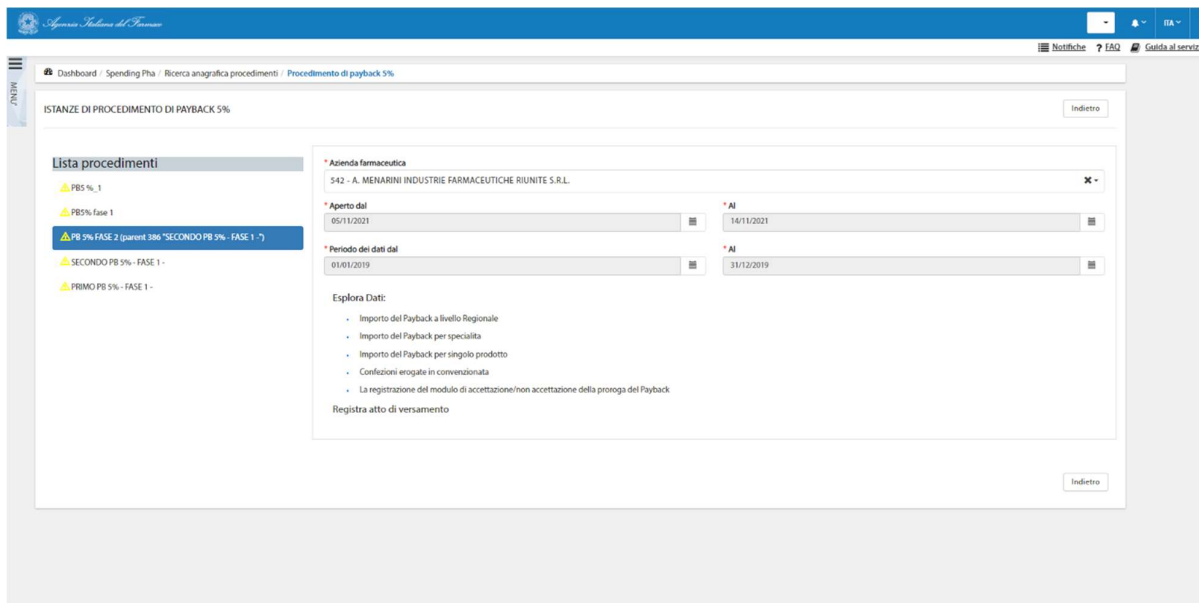 Agenzia Italiana del Farmaco
ITA
Notifiche ? FAQ Guida al serviz
MENU'
Dashboard / Spending Pha / Ricerca anagrafica procedimenti / Procedimento di payback 5%
ISTANZE DI PROCEDIMENTO DI PAYBACK 5%
Indietro
Lista procedimenti
PB5 %_1
PB5% fase 1
PB 5% FASE 2 (parent 386 "SECONDO PB 5% - FASE 1 -")
SECONDO PB 5% - FASE 1 -
PRIMO PB 5% - FASE 1 -
* Azienda farmaceutica
542 - A. MENARINI INDUSTRIE FARMACEUTICHE RIUNITE S.R.L.
* Aperto dal * Al
05/11/2021 14/11/2021
* Periodo dei dati dal * Al
01/01/2019 31/12/2019
Esplora Dati:
• Importo del Payback a livello Regionale
• Importo del Payback per specialita
• Importo del Payback per singolo prodotto
• Confezioni erogate in convenzionata
• La registrazione del modulo di accettazione/non accettazione della proroga del Payback
Registra atto di versamento
Indietro